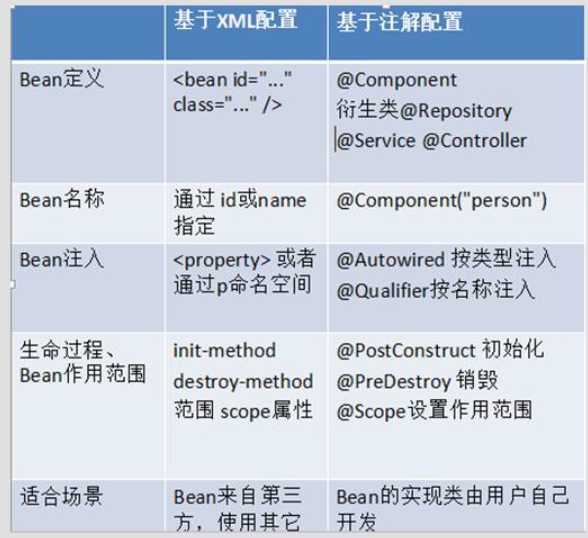 基于XML配置
基于注解配置
Bean定义
<bean id="..."
class="..." />
@Component
衍生类@Repository
@Service @Controller
Bean名称
通过 id或name
指定
@Component("person")
Bean注入
<property> 或者
通过p命名空间
@Autowired 按类型注入
@Qualifier按名称注入
生命过程、
Bean作用范围
init-method
destroy-method
范围 scope属性
@PostConstruct 初始化
@PreDestroy 销毁
@Scope设置作用范围
适合场景
Bean来自第三
方，使用其它
Bean的实现类由用户自己
开发